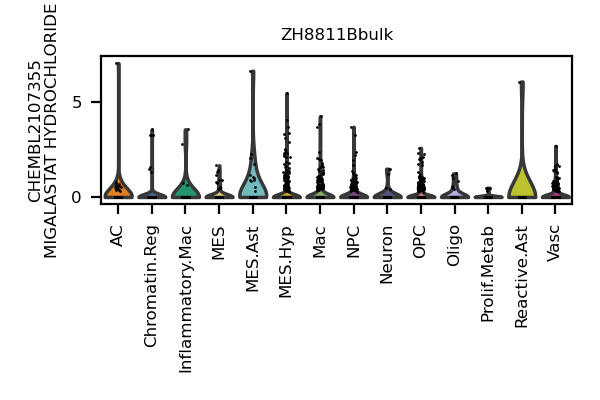 ZH8811Bbulk
CHEMBL2107355
MIGALASTAT HYDROCHLORIDE
5
0
AC
Chromatin.Reg
Inflammatory.Mac
MES
MES.Ast
MES.Hyp
Mac
NPC
Neuron
OPC
Oligo
Prolif.Metab
Reactive.Ast
Vasc